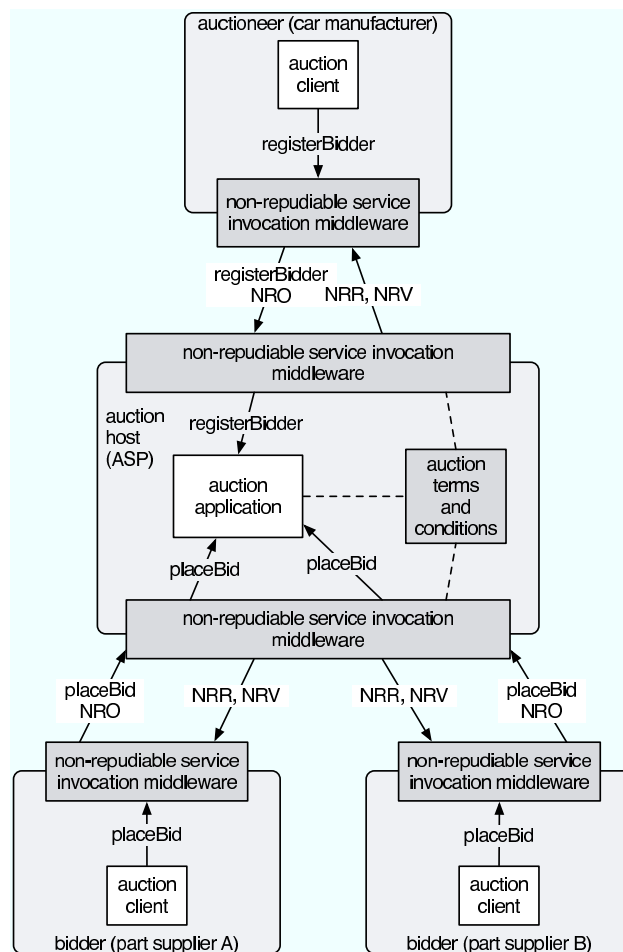 auctioneer (car manufacturer)
auction
client
registerBidder
non-repudiable service
invocation middleware
registerBidder
NRO
NRR, NRV
non-repudiable service invocation
middleware
auction
host
(ASP)
registerBidder
auction
application
auction
terms
and
conditions
placeBid
placeBid
non-repudiable service invocation
middleware
placeBid
NRO
NRR, NRV
NRR, NRV
placeBid
NRO
non-repudiable service
invocation middleware
placeBid
auction
client
bidder (part supplier A)
non-repudiable service
invocation middleware
placeBid
auction
client
bidder (part supplier B)